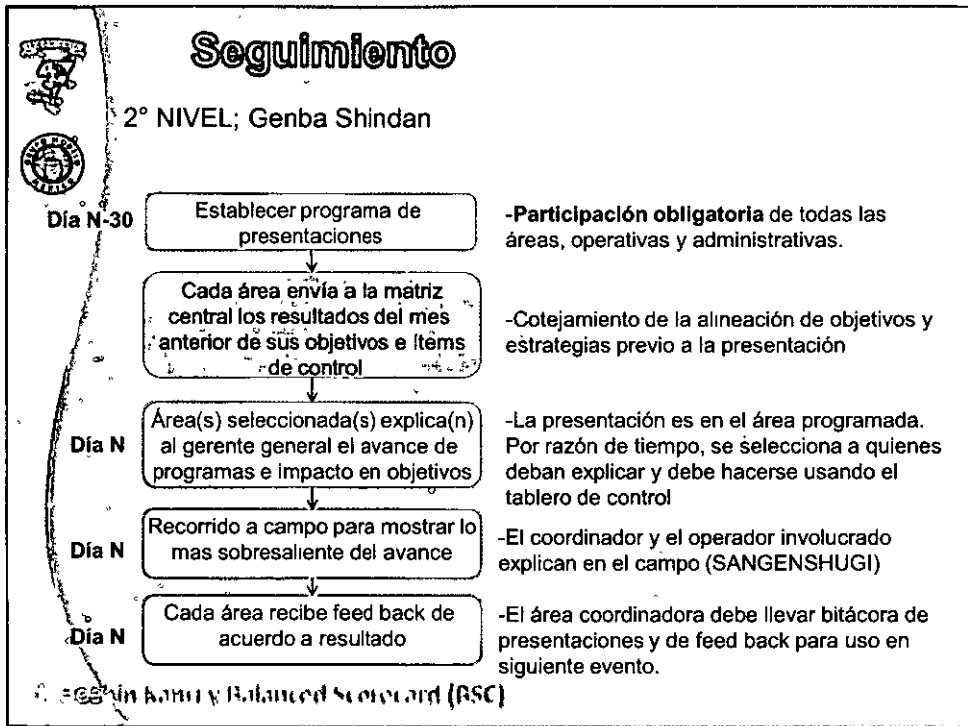 Seguimiento
2° NIVEL; Genba Shindan
Día N-30
Establecer programa de
presentaciones
-Participación obligatoria de todas las
áreas, operativas y administrativas.
Cada área envía a la matriz
central los resultados del mes
anterior de sus objetivos e ítems
de control
-Cotejamiento de la alineación de objetivos y
estrategias previo a la presentación
Día N
Área(s) seleccionada(s) explica(n)
al gerente general el avance de
programas e impacto en objetivos
-La presentación es en el área programada.
Por razón de tiempo, se selecciona a quienes
deban explicar y debe hacerse usando el
tablero de control
Día N
Recorrido a campo para mostrar lo
mas sobresaliente del avance
-El coordinador y el operador involucrado
explican en el campo (SANGENSHUGI)
Día N
Cada área recibe feed back de
acuerdo a resultado
-El área coordinadora debe llevar bitácora de
presentaciones y de feed back para uso en
siguiente evento.
Kanri y Balanced Scorecard (BSC)